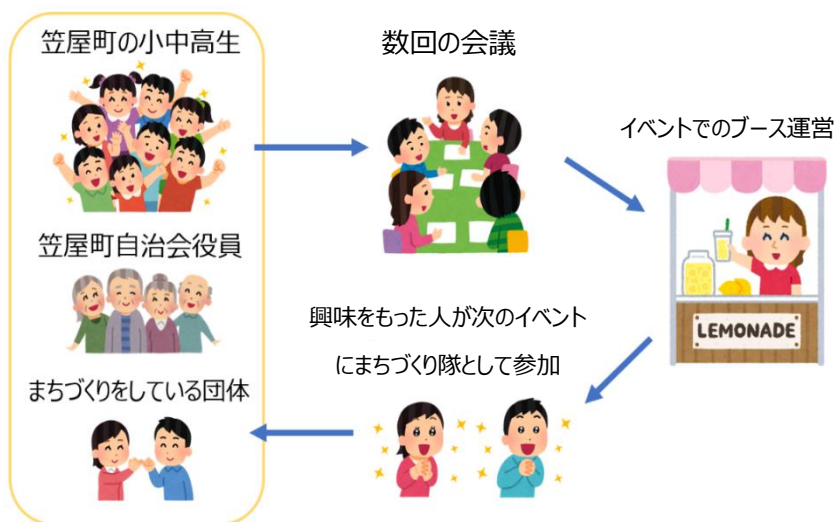 笠屋町の小中高生
数回の会議
イベントでのブース運営
LEMONADE
笠屋町自治会役員
興味をもった人が次のイベント
にまちづくり隊として参加
まちづくりをしている団体